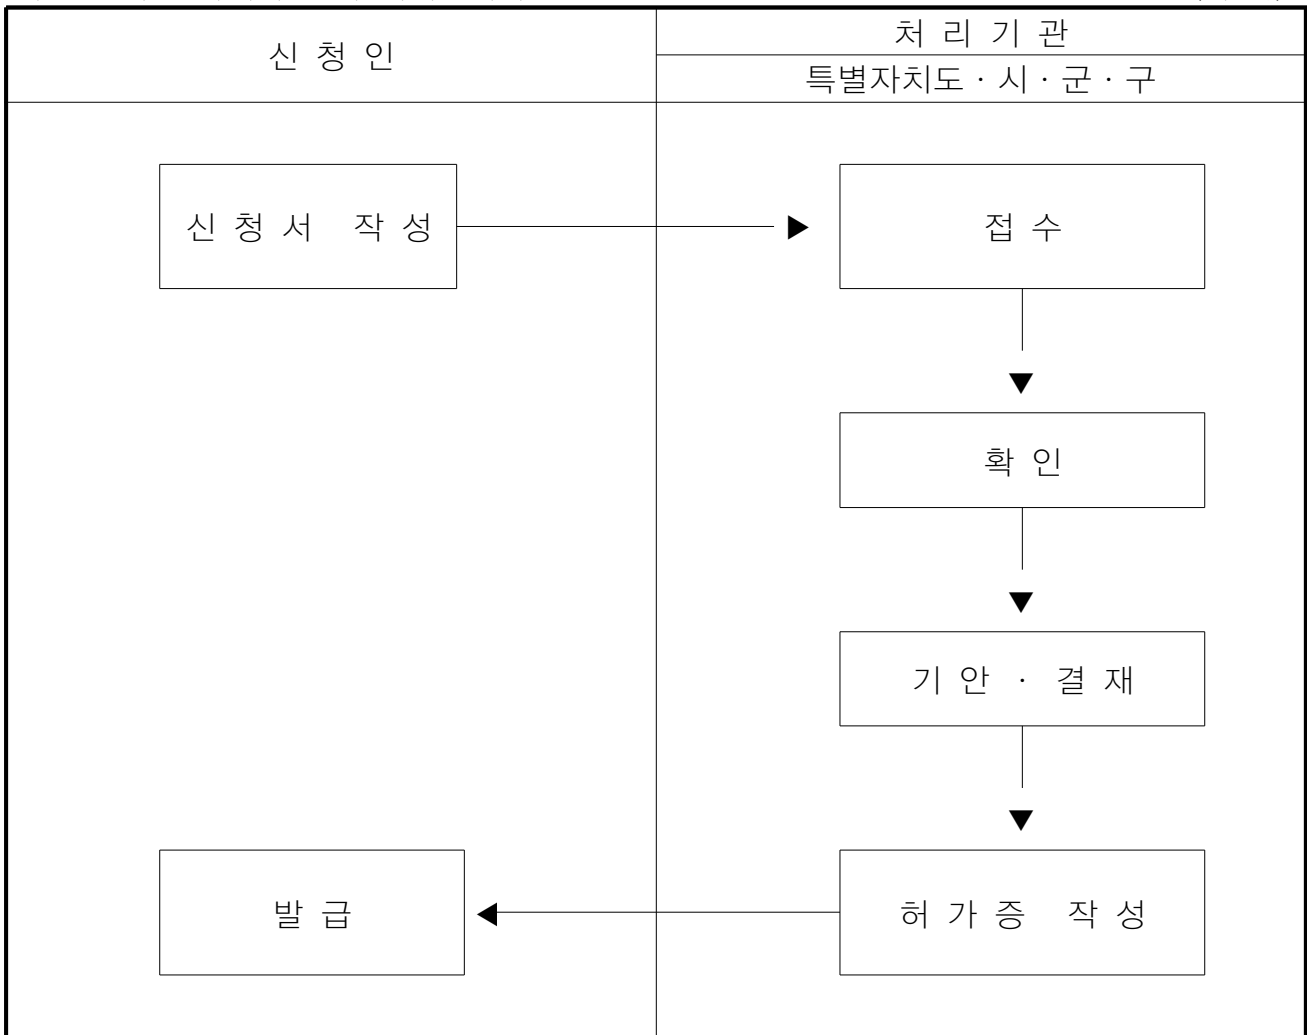 신 청 인
처 리 기 관
특별자치도 · 시 · 군 · 구
신 청 서 작 성
접 수
확 인
기 안 · 결 재
발 급
허 가 증 작 성